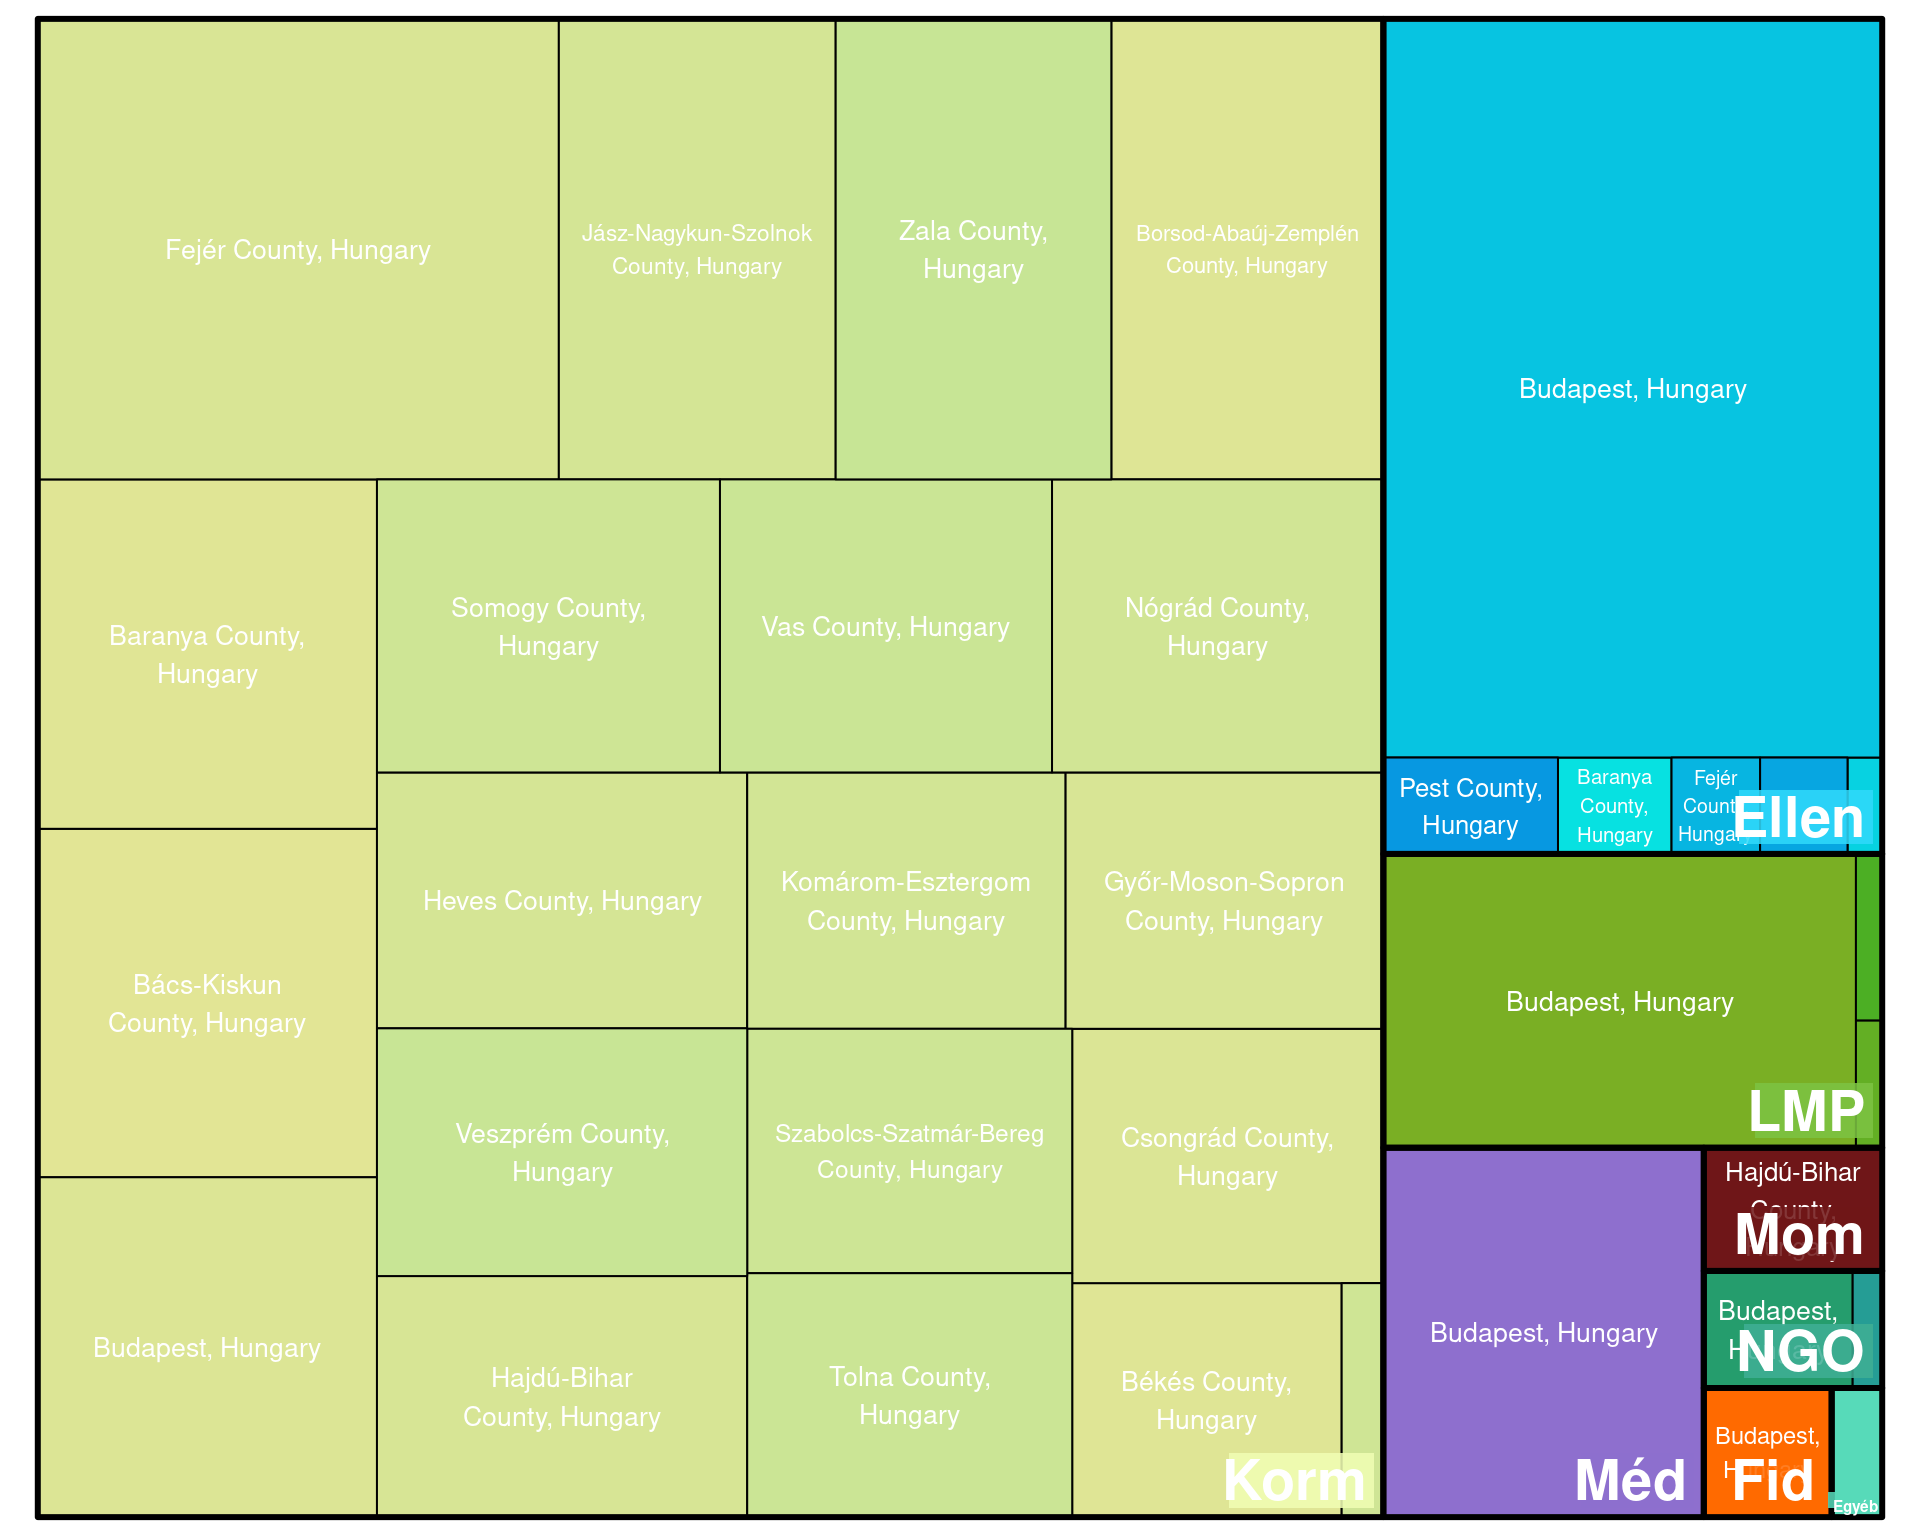 Fejér County, Hungary
Jász-Nagykun-Szolnok
County, Hungary
Zala County,
Hungary
Borsod-Abaúj-Zemplén
County, Hungary
Baranya County,
Hungary
Somogy County,
Hungary
Vas County, Hungary
Nógrád County,
Hungary
Bács-Kiskun
County, Hungary
Heves County, Hungary
Komárom-Esztergom
County, Hungary
Győr-Moson-Sopron
County, Hungary
Veszprém County,
Hungary
Szabolcs-Szatmár-Bereg
County, Hungary
Csongrád County,
Hungary
Budapest, Hungary
Hajdú-Bihar
County, Hungary
Tolna County,
Hungary
Békés County,
Hungary
Korm
Budapest, Hungary
Pest County,
Hungary
Baranya
County,
Hungary
Fejér
County,
Hungary
Ellen
Budapest, Hungary
LMP
Budapest, Hungary
Méd
Hajdú-Bihar
County,
Hungary
Mom
Budapest,
NGO
Budapest,
Fid
Egyéb